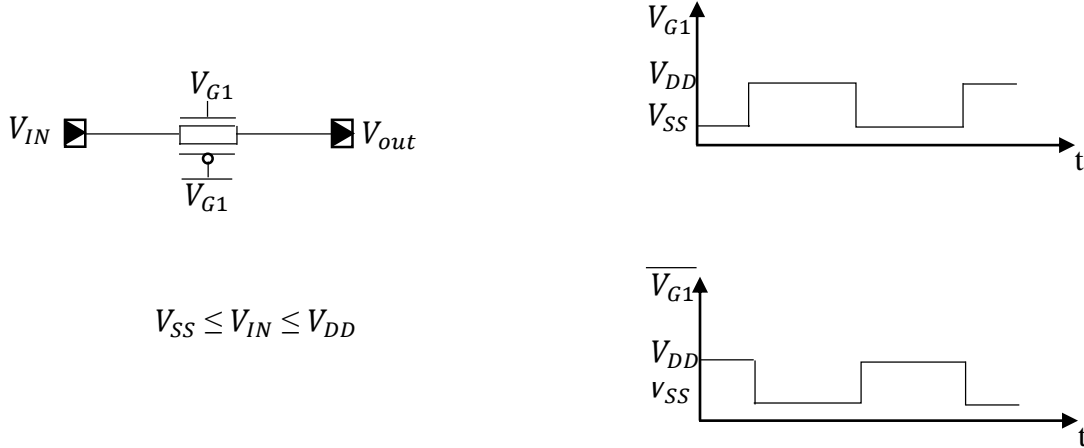 V_{G1}
V_{IN}
V_{out}
\overline{V_{G1}}
V_{SS} ≤ V_{IN} ≤ V_{DD}
V_{G1}
V_{DD}
V_{SS}
t
\overline{V_{G1}}
V_{DD}
v_{SS}
t